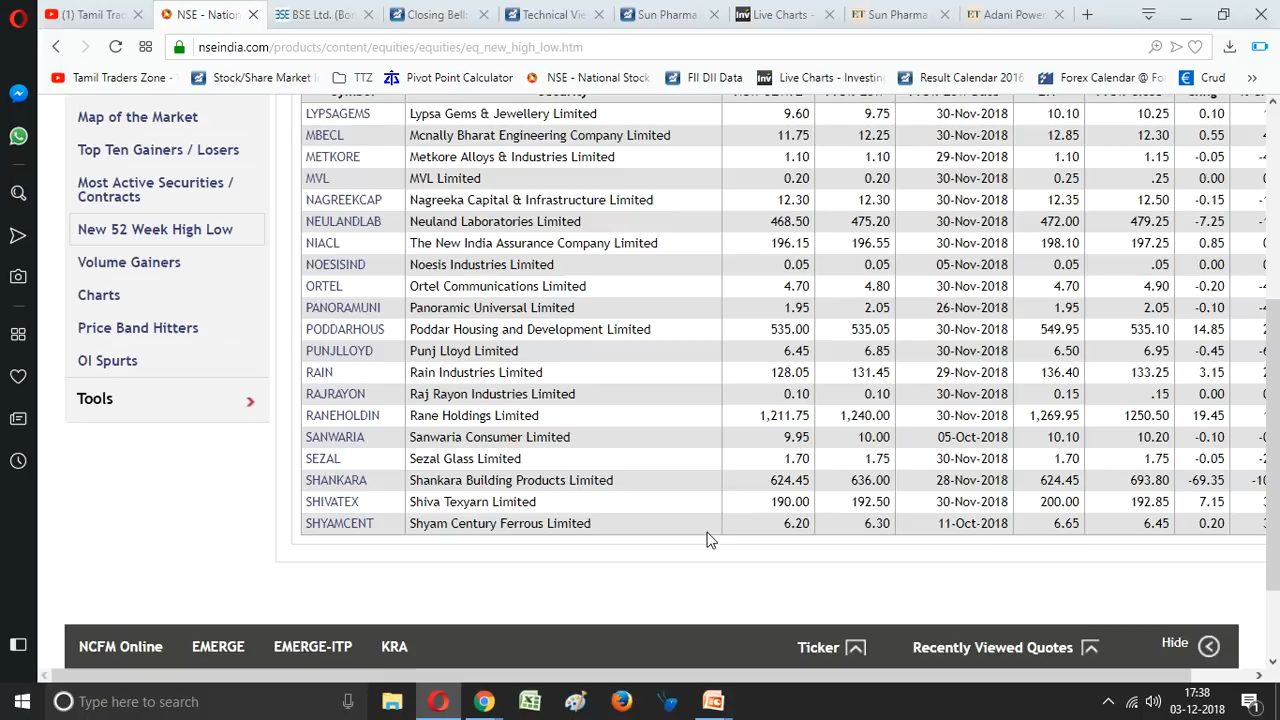 (1) Tamil Tra
NSE - Nation
BSE Ltd. (Bon
Closing Bell
Technical Vie
Sun Pharma
Live Charts -
Sun Pharma
Adani Power
nseindia.com/products/content/equities/equities/eq_new_high_low.htm
Tamil Traders Zone -
Stock/Share Market
TTZ
Pivot Point Calculator
NSE - National Stock
FII DII Data
Live Charts - Investin
Result Calendar 2016
Forex Calendar @ Fo
Crud
Map of the Market
Top Ten Gainers / Losers
Most Active Securities /
Contracts
New 52 Week High Low
Volume Gainers
Charts
Price Band Hitters
OI Spurts
Tools
LYPSAGEMS Lypsa Gems & Jewellery Limited 9.60 9.75 30-Nov-2018 10.10 10.25 0.10
MBECL Mcnally Bharat Engineering Company Limited 11.75 12.25 30-Nov-2018 12.85 12.30 0.55
METKORE Metkore Alloys & Industries Limited 1.10 1.10 29-Nov-2018 1.10 1.15 -0.05
MVL MVL Limited 0.20 0.20 30-Nov-2018 0.25 .25 0.00
NAGREEKCAP Nagreeka Capital & Infrastructure Limited 12.30 12.30 30-Nov-2018 12.35 12.50 -0.15
NEULANDLAB Neuland Laboratories Limited 468.50 475.20 30-Nov-2018 472.00 479.25 -7.25
NIACL The New India Assurance Company Limited 196.15 196.55 30-Nov-2018 198.10 197.25 0.85
NOESISIND Noesis Industries Limited 0.05 0.05 05-Nov-2018 0.05 .05 0.00
ORTEL Ortel Communications Limited 4.70 4.80 30-Nov-2018 4.70 4.90 -0.20
PANORAMUNI Panoramic Universal Limited 1.95 2.05 26-Nov-2018 1.95 2.05 -0.10
PODDARHOUS Poddar Housing and Development Limited 535.00 535.05 30-Nov-2018 549.95 535.10 14.85
PUNJLLOYD Punj Lloyd Limited 6.45 6.85 30-Nov-2018 6.50 6.95 -0.45
RAIN Rain Industries Limited 128.05 131.45 29-Nov-2018 136.40 133.25 3.15
RAJRAYON Raj Rayon Industries Limited 0.10 0.10 30-Nov-2018 0.15 .15 0.00
RANEHOLDIN Rane Holdings Limited 1,211.75 1,240.00 30-Nov-2018 1,269.95 1250.50 19.45
SANWARIA Sanwaria Consumer Limited 9.95 10.00 05-Oct-2018 10.10 10.20 -0.10
SEZAL Sezal Glass Limited 1.70 1.75 30-Nov-2018 1.70 1.75 -0.05
SHANKARA Shankara Building Products Limited 624.45 636.00 28-Nov-2018 624.45 693.80 -69.35
SHIVATEX Shiva Texyarn Limited 190.00 192.50 30-Nov-2018 200.00 192.85 7.15
SHYAMCENT Shyam Century Ferrous Limited 6.20 6.30 11-Oct-2018 6.65 6.45 0.20
NCFM Online
EMERGE
EMERGE-ITP
KRA
Ticker
Recently Viewed Quotes
Hide
Type here to search
17:38
03-12-2018